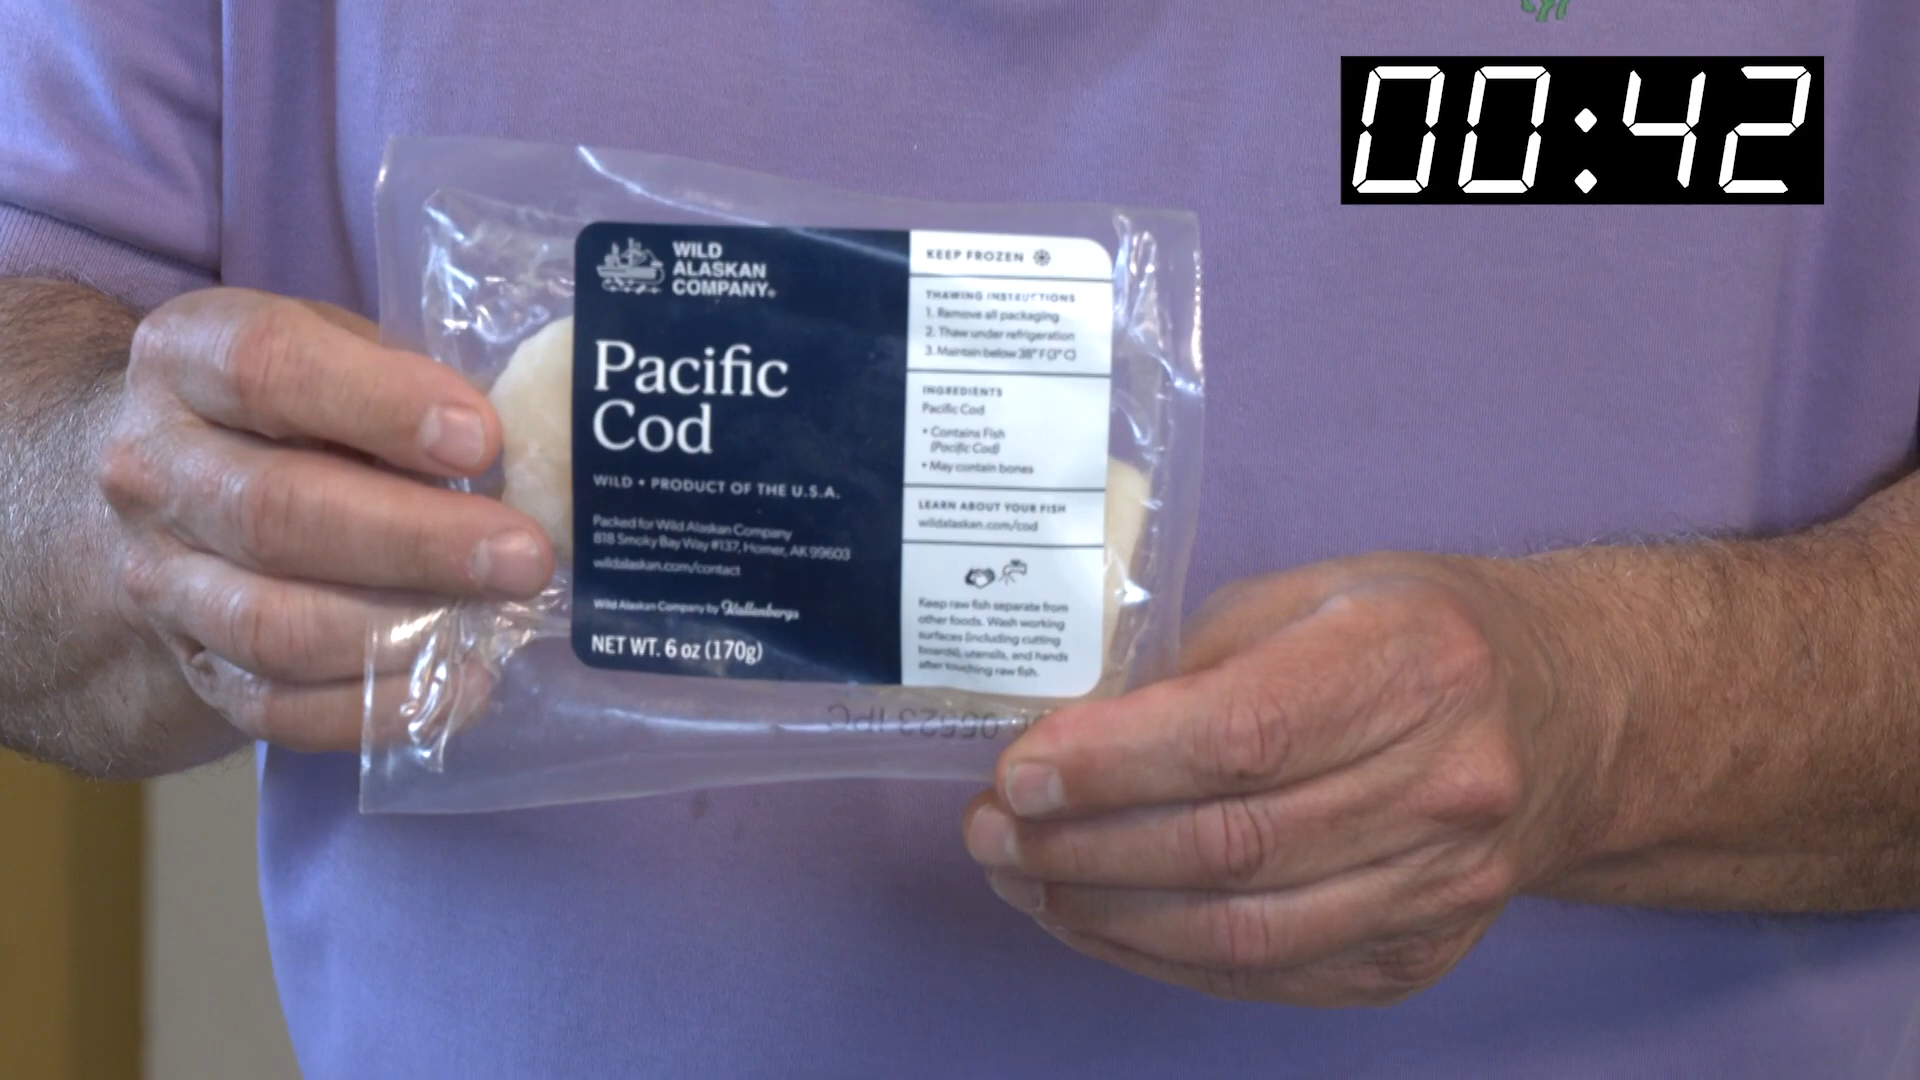 00:42
WILD
ALASKAN
COMPANY®
Pacific
Cod
WILD • PRODUCT OF THE U.S.A.
Packed for Wild Alaskan Company
818 Smoky Bay Way #137, Homer, AK 99603
wildalaskan.com/contact
Wild Alaskan Company by Kallenbergs
NET WT. 6 oz (170g)
KEEP FROZEN
THAWING INSTRUCTIONS
1. Remove all packaging
2. Thaw under refrigeration
3. Maintain below 38° F (3° C)
INGREDIENTS
Pacific Cod
• Contains Fish
(Pacific Cod)
• May contain bones
LEARN ABOUT YOUR FISH
wildalaskan.com/cod
Keep raw fish separate from
other foods. Wash working
surfaces (including cutting
boards), utensils, and hands
after touching raw fish.
05523 IPC